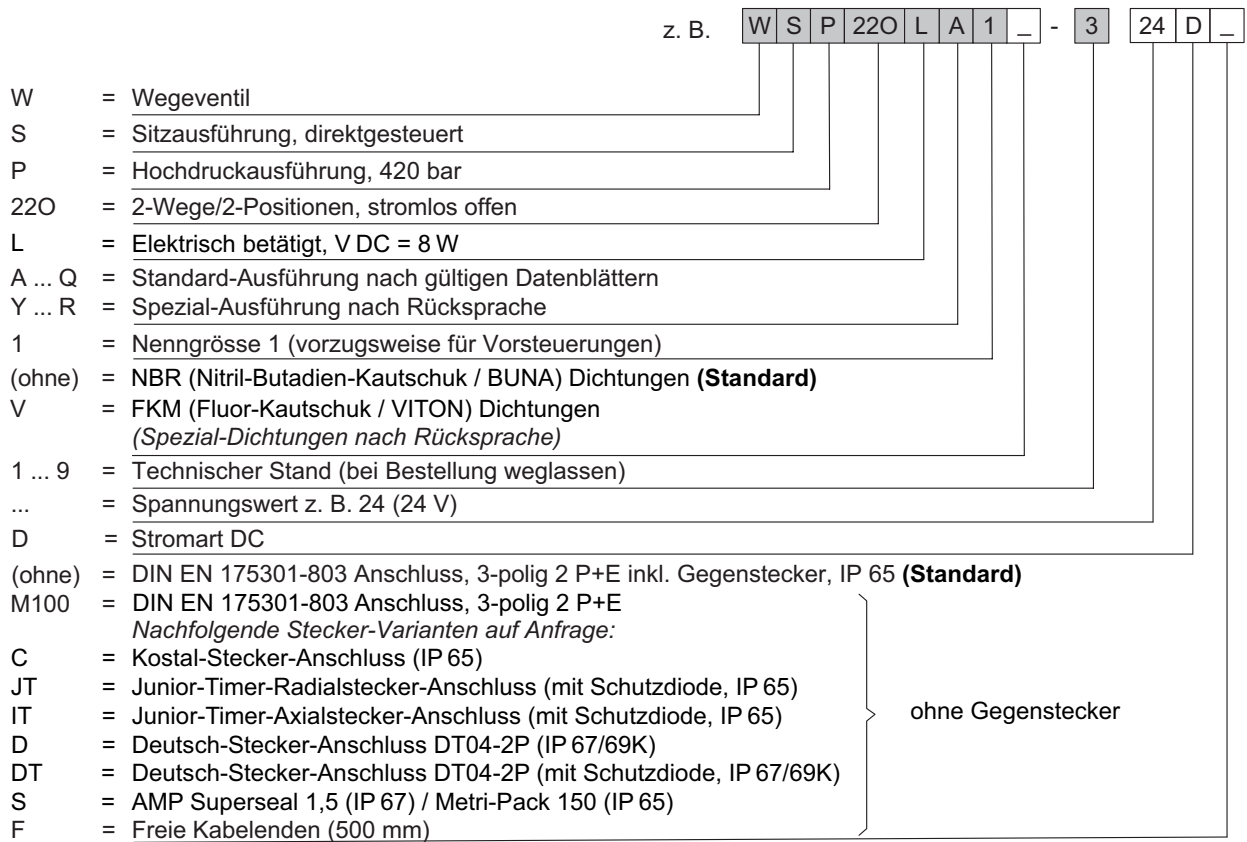 z. B. W S P 22O L A 1 _ - 3 24 D _
W = Wegeventil
S = Sitzausführung, direktgesteuert
P = Hochdruckausführung, 420 bar
22O = 2-Wege/2-Positionen, stromlos offen
L = Elektrisch betätigt, V DC = 8 W
A ... Q = Standard-Ausführung nach gültigen Datenblättern
Y ... R = Spezial-Ausführung nach Rücksprache
1 = Nenngrösse 1 (vorzugsweise für Vorsteuerungen)
(ohne) = NBR (Nitril-Butadien-Kautschuk / BUNA) Dichtungen (Standard)
V = FKM (Fluor-Kautschuk / VITON) Dichtungen
(Spezial-Dichtungen nach Rücksprache)
1 ... 9 = Technischer Stand (bei Bestellung weglassen)
... = Spannungswert z. B. 24 (24 V)
D = Stromart DC
(ohne) = DIN EN 175301-803 Anschluss, 3-polig 2 P+E inkl. Gegenstecker, IP 65 (Standard)
M100 = DIN EN 175301-803 Anschluss, 3-polig 2 P+E
Nachfolgende Stecker-Varianten auf Anfrage:
C = Kostal-Stecker-Anschluss (IP 65)
JT = Junior-Timer-Radialstecker-Anschluss (mit Schutzdiode, IP 65)
IT = Junior-Timer-Axialstecker-Anschluss (mit Schutzdiode, IP 65)
ohne Gegenstecker
D = Deutsch-Stecker-Anschluss DT04-2P (IP 67/69K)
DT = Deutsch-Stecker-Anschluss DT04-2P (mit Schutzdiode, IP 67/69K)
S = AMP Superseal 1,5 (IP 67) / Metri-Pack 150 (IP 65)
F = Freie Kabelenden (500 mm)